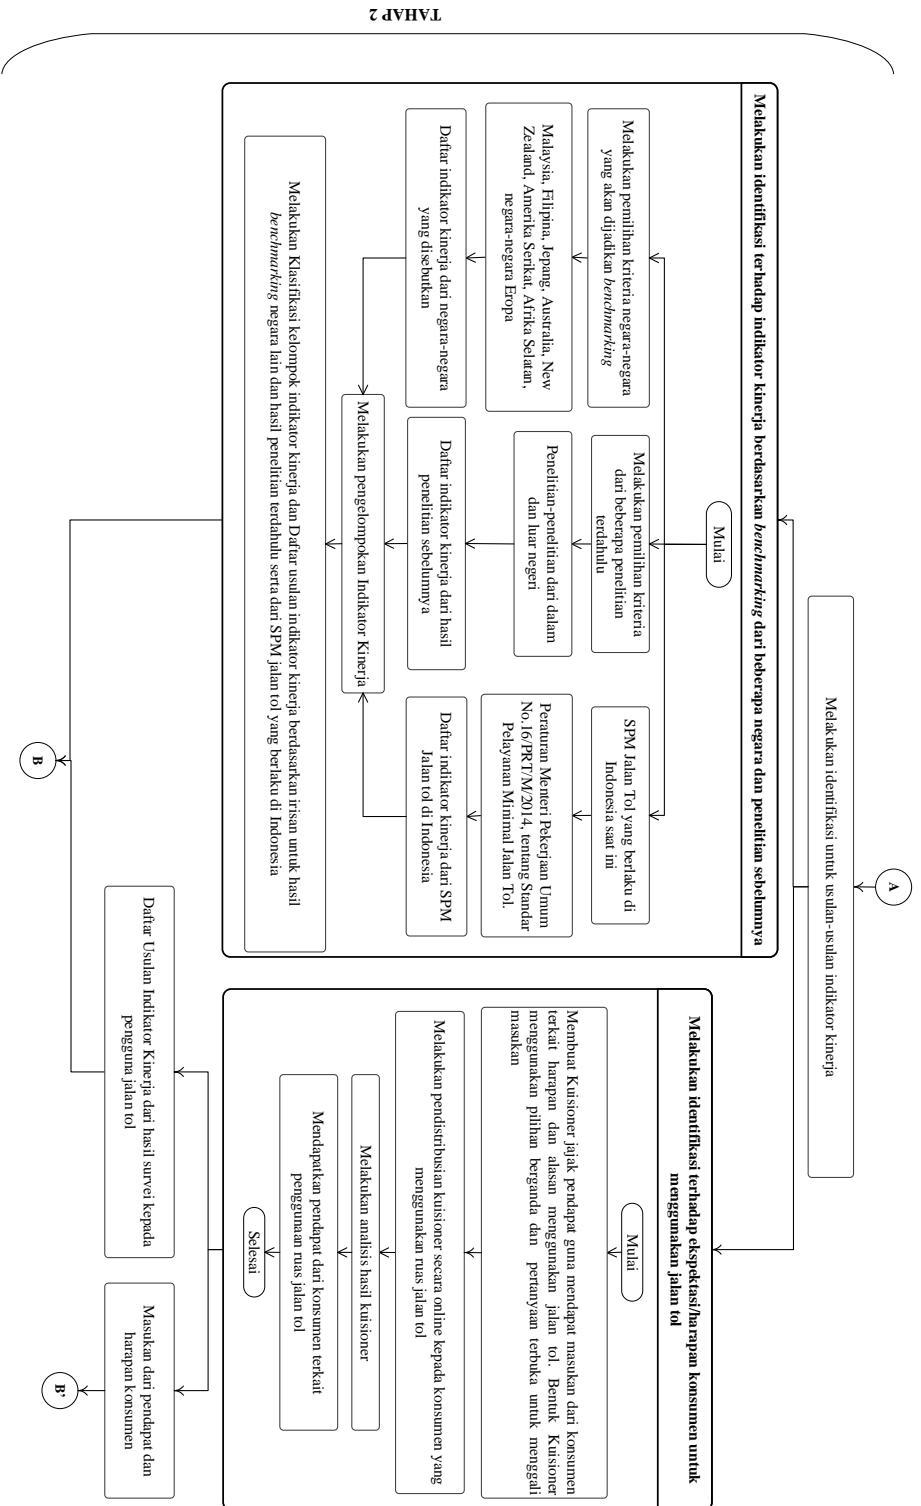 TAHAP 2
A
Melakukan identifikasi untuk usulan-usulan indikator kinerja
Melakukan identifikasi terhadap indikator kinerja berdasarkan benchmarking dari beberapa negara dan penelitian sebelumnya
Mulai
Melakukan pemilihan kriteria negara-negara
yang akan dijadikan benchmarking
Malaysia, Filipina, Jepang, Australia, New
Zealand, Amerika Serikat, Afrika Selatan,
negara-negara Eropa
Daftar indikator kinerja dari negara-negara
yang disebutkan
Melakukan pemilihan kriteria
dari beberapa penelitian
terdahulu
Penelitian-penelitian dari dalam
dan luar negeri
Daftar indikator kinerja dari hasil
penelitian sebelumnya
SPM Jalan Tol yang berlaku di
Indonesia saat ini
Peraturan Menteri Pekerjaan Umum
No.16/PRT/M/2014, tentang Standar
Pelayanan Minimal Jalan Tol.
Daftar indikator kinerja dari SPM
Jalan tol di Indonesia
Melakukan pengelompokan Indikator Kinerja
Melakukan Klasifikasi kelompok indikator kinerja dan Daftar usulan indikator kinerja berdasarkan irisan untuk hasil
benchmarking negara lain dan hasil penelitian terdahulu serta dari SPM jalan tol yang berlaku di Indonesia
Melakukan identifikasi terhadap ekspektasi/harapan konsumen untuk
menggunakan jalan tol
Mulai
Membuat Kuisioner jajak pendapat guna mendapat masukan dari konsumen
terkait harapan dan alasan menggunakan jalan tol. Bentuk Kuisioner
menggunakan pilihan berganda dan pertanyaan terbuka untuk menggali
masukan
Melakukan pendistribusian kuisioner secara online kepada konsumen yang
menggunakan ruas jalan tol
Melakukan analisis hasil kuisioner
Mendapatkan pendapat dari konsumen terkait
penggunaan ruas jalan tol
Selesai
Daftar Usulan Indikator Kinerja dari hasil survei kepada
pengguna jalan tol
Masukan dari pendapat dan
harapan konsumen
B
B'